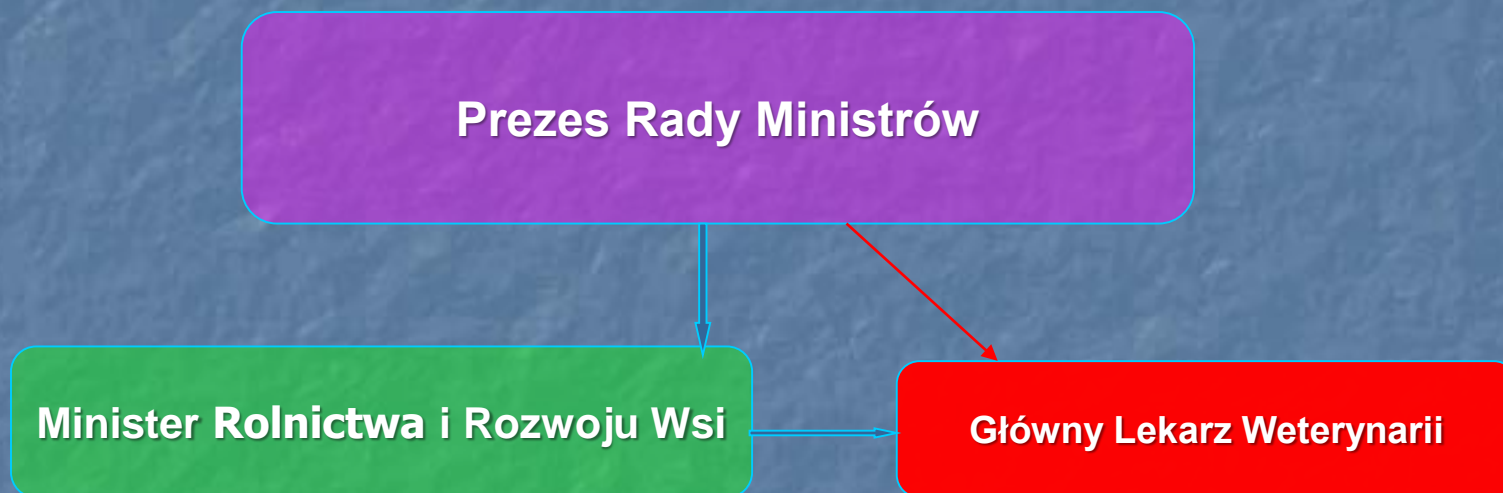 Prezes Rady Ministrów
Minister Rolnictwa i Rozwoju Wsi
Główny Lekarz Weterynarii